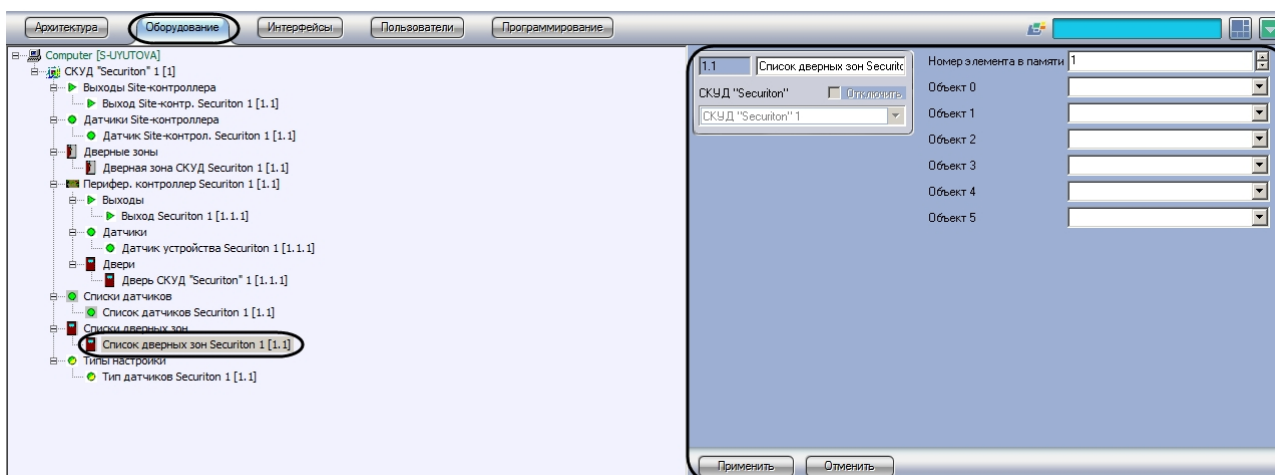 Архитектура Оборудование Интерфейсы Пользователи Программирование
Computer [S-UYUTOVA]
СКУД "Securiton" 1 [1]
Выходы Site-контроллера
Выход Site-контр. Securiton 1 [1.1]
Датчики Site-контроллера
Датчик Site-контрол. Securiton 1 [1.1]
Дверные зоны
Дверная зона СКУД Securiton 1 [1.1]
Перифер. контроллер Securiton 1 [1.1]
Выходы
Выход Securiton 1 [1.1.1]
Датчики
Датчик устройства Securiton 1 [1.1.1]
Двери
Дверь СКУД "Securiton" 1 [1.1.1]
Списки датчиков
Список датчиков Securiton 1 [1.1]
Списки дверных зон
Список дверных зон Securiton 1 [1.1]
Типы настройки
Тип датчиков Securiton 1 [1.1]
1.1 Список дверных зон Securito
СКУД "Securiton" Отключить
СКУД "Securiton" 1
Номер элемента в памяти 1
Объект 0
Объект 1
Объект 2
Объект 3
Объект 4
Объект 5
Применить Отменить